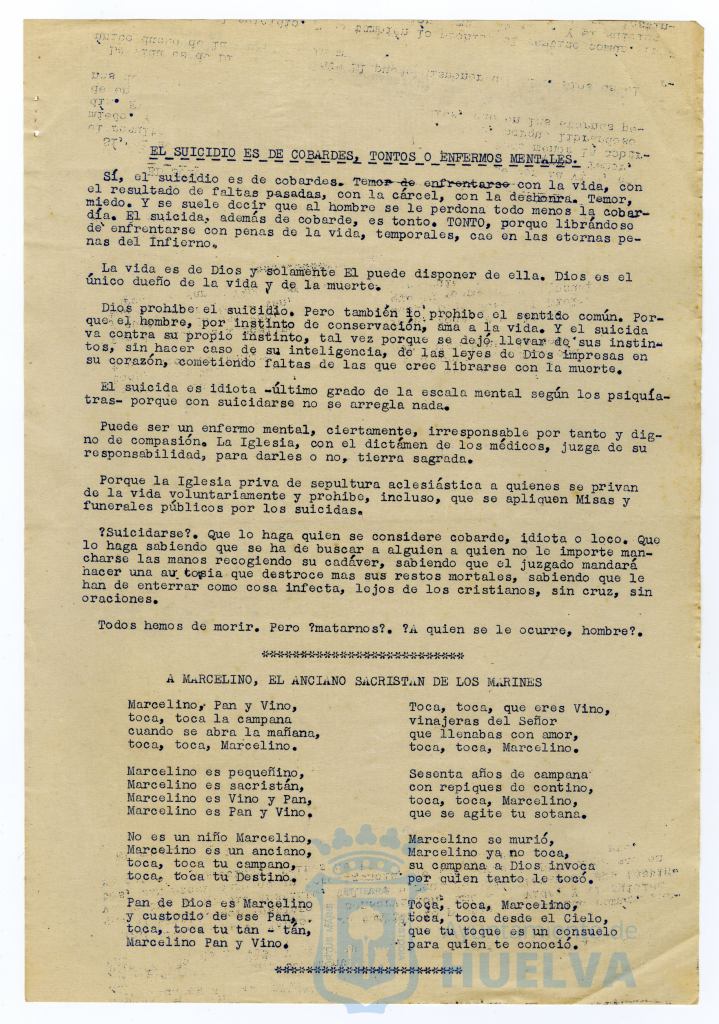 EL SUICIDIO ES DE COBARDES, TONTOS O ENFERMOS MENTALES.
Sí, el suicidio es de cobardes. Temor de enfrentarse con la vida, con
el resultado de faltas pasadas, con la cárcel, con la deshonra. Temor,
miedo. Y se suele decir que al hombre se le perdona todo menos la cobar-
día. El suicida, además de cobarde, es tonto. TONTO, porque librándose
de enfrentarse con penas de la vida, temporales, cae en las eternas pe-
nas del Infierno.
La vida es de Dios y solamente El puede disponer de ella. Dios es el
único dueño de la vida y de la muerte.
Dios prohibe el suicidio. Pero también lo prohibe el sentido común. Por-
que el hombre, por instinto de conservación, ama a la vida. Y el suicida
va contra su propio instinto, tal vez porque se dejó llevar de sus instin-
tos, sin hacer caso de su inteligencia, de las leyes de Dios impresas en
su corazón, cometiendo faltas de las que cree librarse con la muerte.
El suicida es idiota -último grado de la escala mental según los psiquía-
tras- porque con suicidarse no se arregla nada.
Puede ser un enfermo mental, ciertamente, irresponsable por tanto y dig-
no de compasión. La Iglesia, con el dictámen de los médicos, juzga de su
responsabilidad, para darles o no, tierra sagrada.
Porque la Iglesia priva de sepultura aclesiástica a quienes se privan
de la vida voluntariamente y prohibe, incluso, que se apliquen Misas y
funerales públicos por los suicidas.
?Suicidarse?. Que lo haga quien se considere cobarde, idiota o loco. Que
lo haga sabiendo que se ha de buscar a alguien a quien no le importe man-
charse las manos recogiendo su cadáver, sabiendo que el juzgado mandará
hacer una autopsia que destroce mas sus restos mortales, sabiendo que le
han de enterrar como cosa infecta, lejos de los cristianos, sin cruz, sin
oraciones.
Todos hemos de morir. Pero ?matarnos?. ?A quien se le ocurre, hombre?.
**************************
A MARCELINO, EL ANCIANO SACRISTAN DE LOS MARINES
Marcelino, Pan y Vino,
toca, toca la campana
cuando se abra la mañana,
toca, toca, Marcelino.
Marcelino es pequeñino,
Marcelino es sacristán,
Marcelino es Vino y Pan,
Marcelino es Pan y Vino.
No es un niño Marcelino,
Marcelino es un anciano,
toca, toca tu campano,
toca, toca tu Destino.
Pan de Dios es Marcelino
y custodio de ese Pan,
toca, toca tu tán - tán,
Marcelino Pan y Vino.
Toca, toca, que eres Vino,
vinajeras del Señor
que llenabas con amor,
toca, toca, Marcelino.
Sesenta años de campana
con repiques de contino,
toca, toca, Marcelino,
que se agite tu sotana.
Marcelino se murió,
Marcelino ya no toca,
su campana a Dios invoca
por quien tanto le tocó.
Toca, toca, Marcelino,
toca, toca desde el Cielo,
que tu toque es un consuelo
para quien te conoció.
************************
de
HUELVA